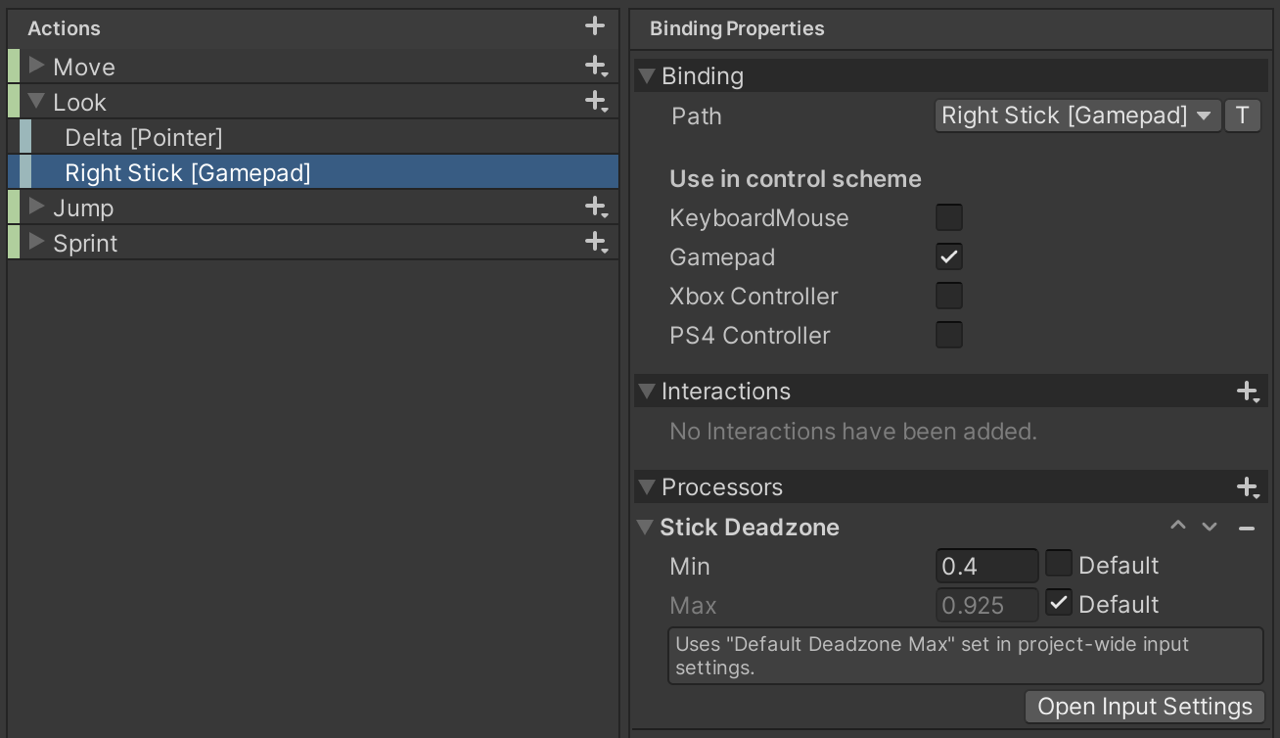 Actions
Move
Look
Delta [Pointer]
Right Stick [Gamepad]
Jump
Sprint
Binding Properties
Binding
Path Right Stick [Gamepad] T
Use in control scheme
KeyboardMouse
Gamepad
Xbox Controller
PS4 Controller
Interactions
No Interactions have been added.
Processors
Stick Deadzone
Min 0.4 Default
Max 0.925 Default
Uses "Default Deadzone Max" set in project-wide input
settings.
Open Input Settings